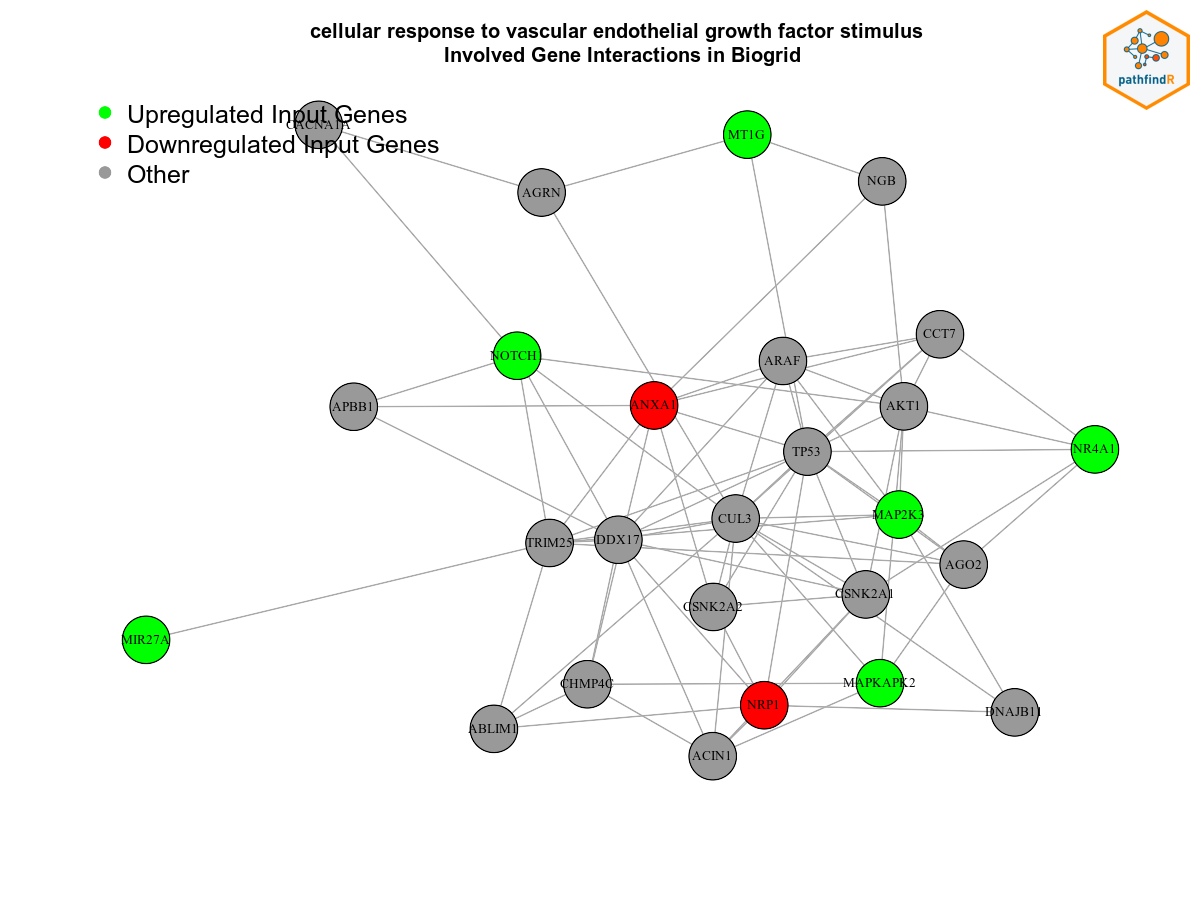 cellular response to vascular endothelial growth factor stimulus
Involved Gene Interactions in Biogrid
pathfindR
Upregulated Input Genes
Downregulated Input Genes
Other
CACNA1A
MT1G
AGRN
NGB
CCT7
NOTCH1
ARAF
APBB1
ANXA1
AKT1
TP53
NR4A1
MAP2K3
CUL3
TRIM25
DDX17
AGO2
CSNK2A2
CSNK2A1
MIR27A
CHMP4C
MAPKAPK2
NRP1
DNAJB11
ABLIM1
ACIN1